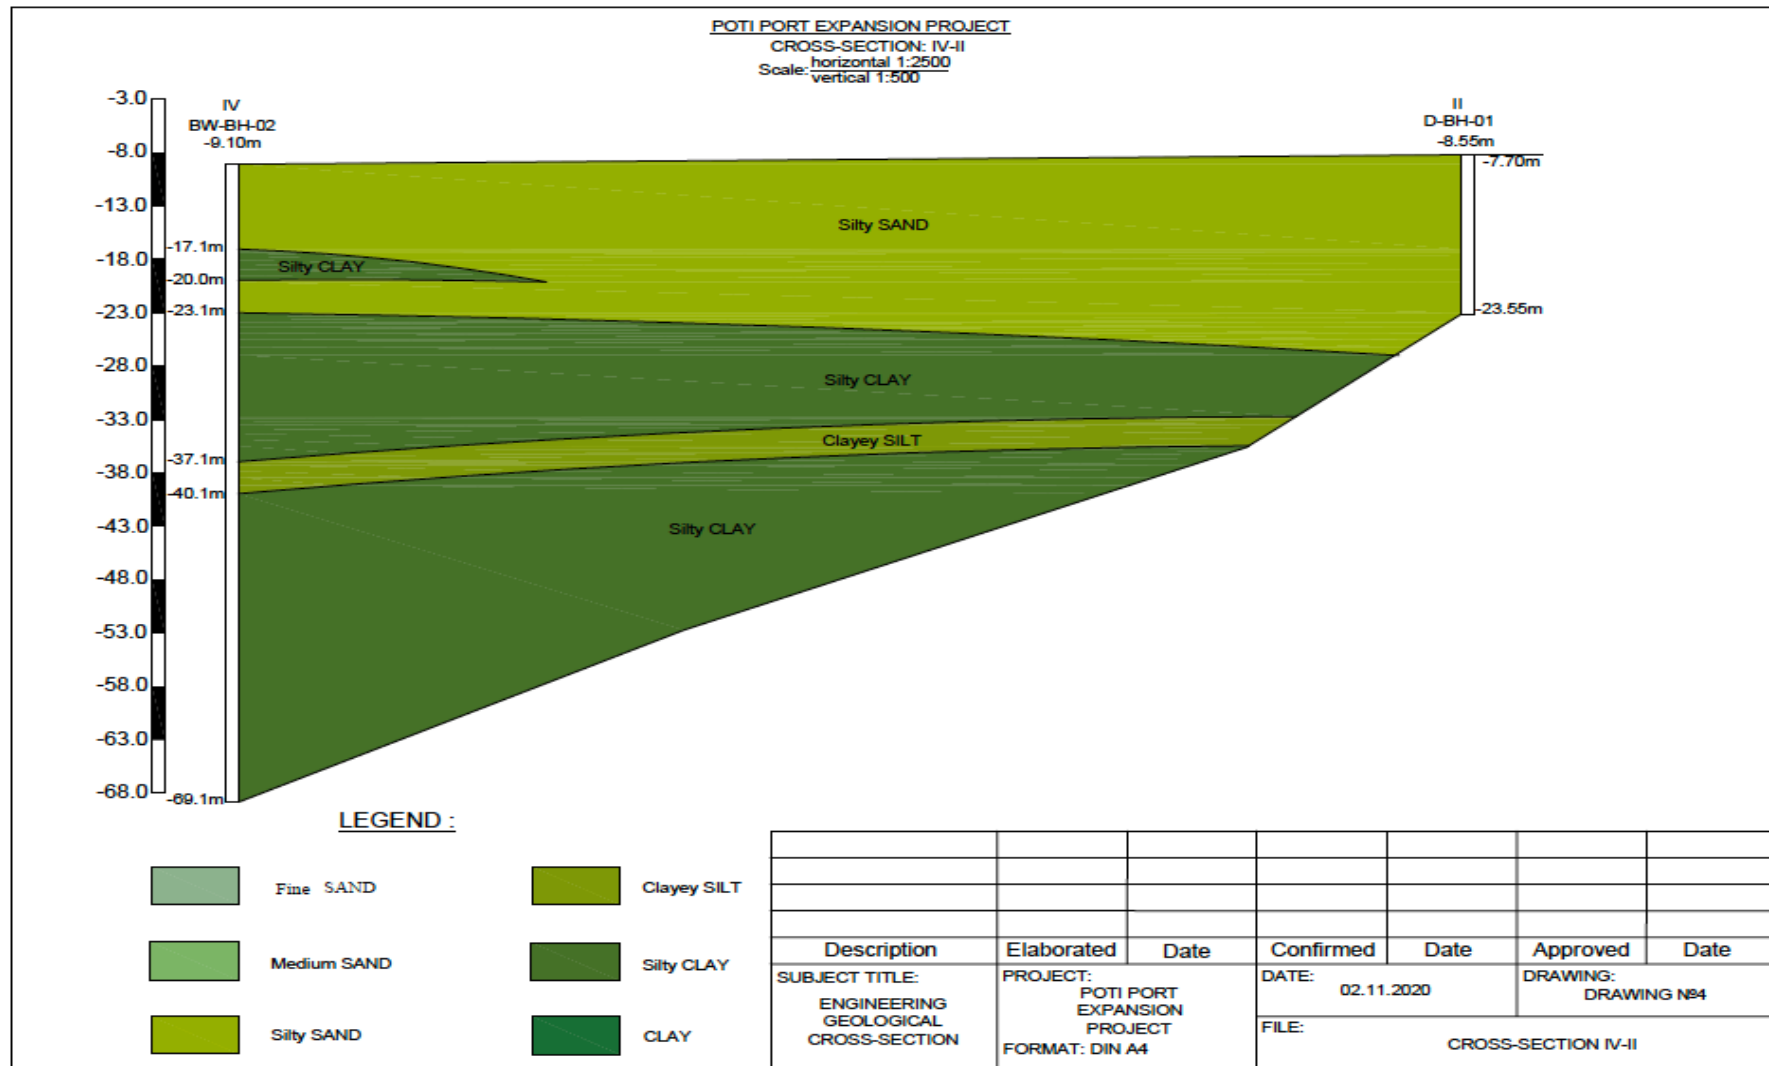 POTI PORT EXPANSION PROJECT
CROSS-SECTION: IV-II
Scale: horizontal 1:2500
vertical 1:500
-3.0
IV
BW-BH-02
-9.10m
II
D-BH-01
-8.55m
-7.70m
-8.0
-13.0
Silty SAND
-17.1m
-18.0
Silty CLAY
-20.0m
-23.1m
-23.0
-23.55m
-28.0
Silty CLAY
-33.0
Clayey SILT
-37.1m
-38.0
-40.1m
-43.0
Silty CLAY
-48.0
-53.0
-58.0
-63.0
-68.0
-69.1m
LEGEND :
Fine SAND
Clayey SILT
Medium SAND
Silty CLAY
Silty SAND
CLAY
Description Elaborated Date Confirmed Date Approved Date
SUBJECT TITLE:
ENGINEERING
GEOLOGICAL
CROSS-SECTION
PROJECT:
POTI PORT
EXPANSION
PROJECT
FORMAT: DIN A4
DATE:
02.11.2020
DRAWING:
DRAWING №4
FILE:
CROSS-SECTION IV-II